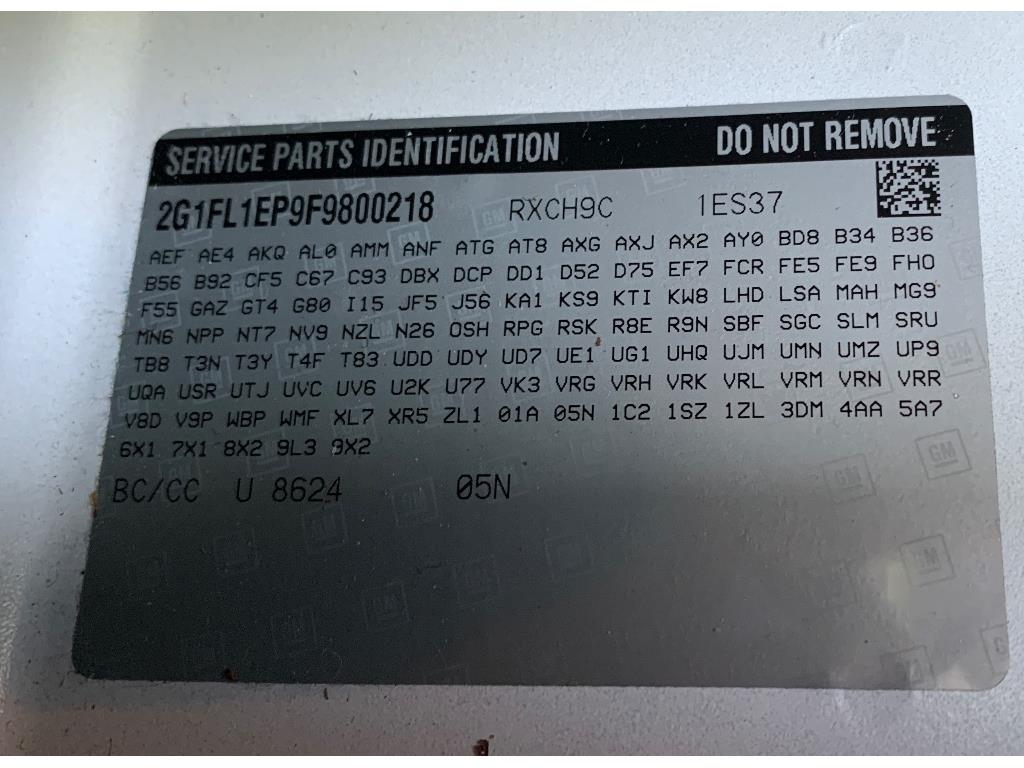 SERVICE PARTS IDENTIFICATION DO NOT REMOVE
2G1FL1EP9F9800218 RXCH9C 1ES37
AEF AE4 AKQ AL0 AMM ANF ATG AT8 AXG AXJ AX2 AY0 BD8 B34 B36
B56 B92 CF5 C67 C93 DBX DCP DD1 D52 D75 EF7 FCR FE5 FE9 FHO
F55 GAZ GT4 G80 I15 JF5 J56 KA1 KS9 KTI KW8 LHD LSA MAH MG9
MN6 NPP NT7 NV9 NZL N26 OSH RPG RSK R8E R9N SBF SGC SLM SRU
TB8 T3N T3Y T4F T83 UDD UDY UD7 UE1 UG1 UHQ UJM UMN UMZ UP9
UQA USR UTJ UVC UV6 U2K U77 VK3 VRG VRH VRK VRL VRM VRN VRR
V8D V9P WBP WMF XL7 XR5 ZL1 01A 05N 1C2 1SZ 1ZL 3DM 4AA 5A7
6X1 7X1 8X2 9L3 9X2
BC/CC U 8624 05N